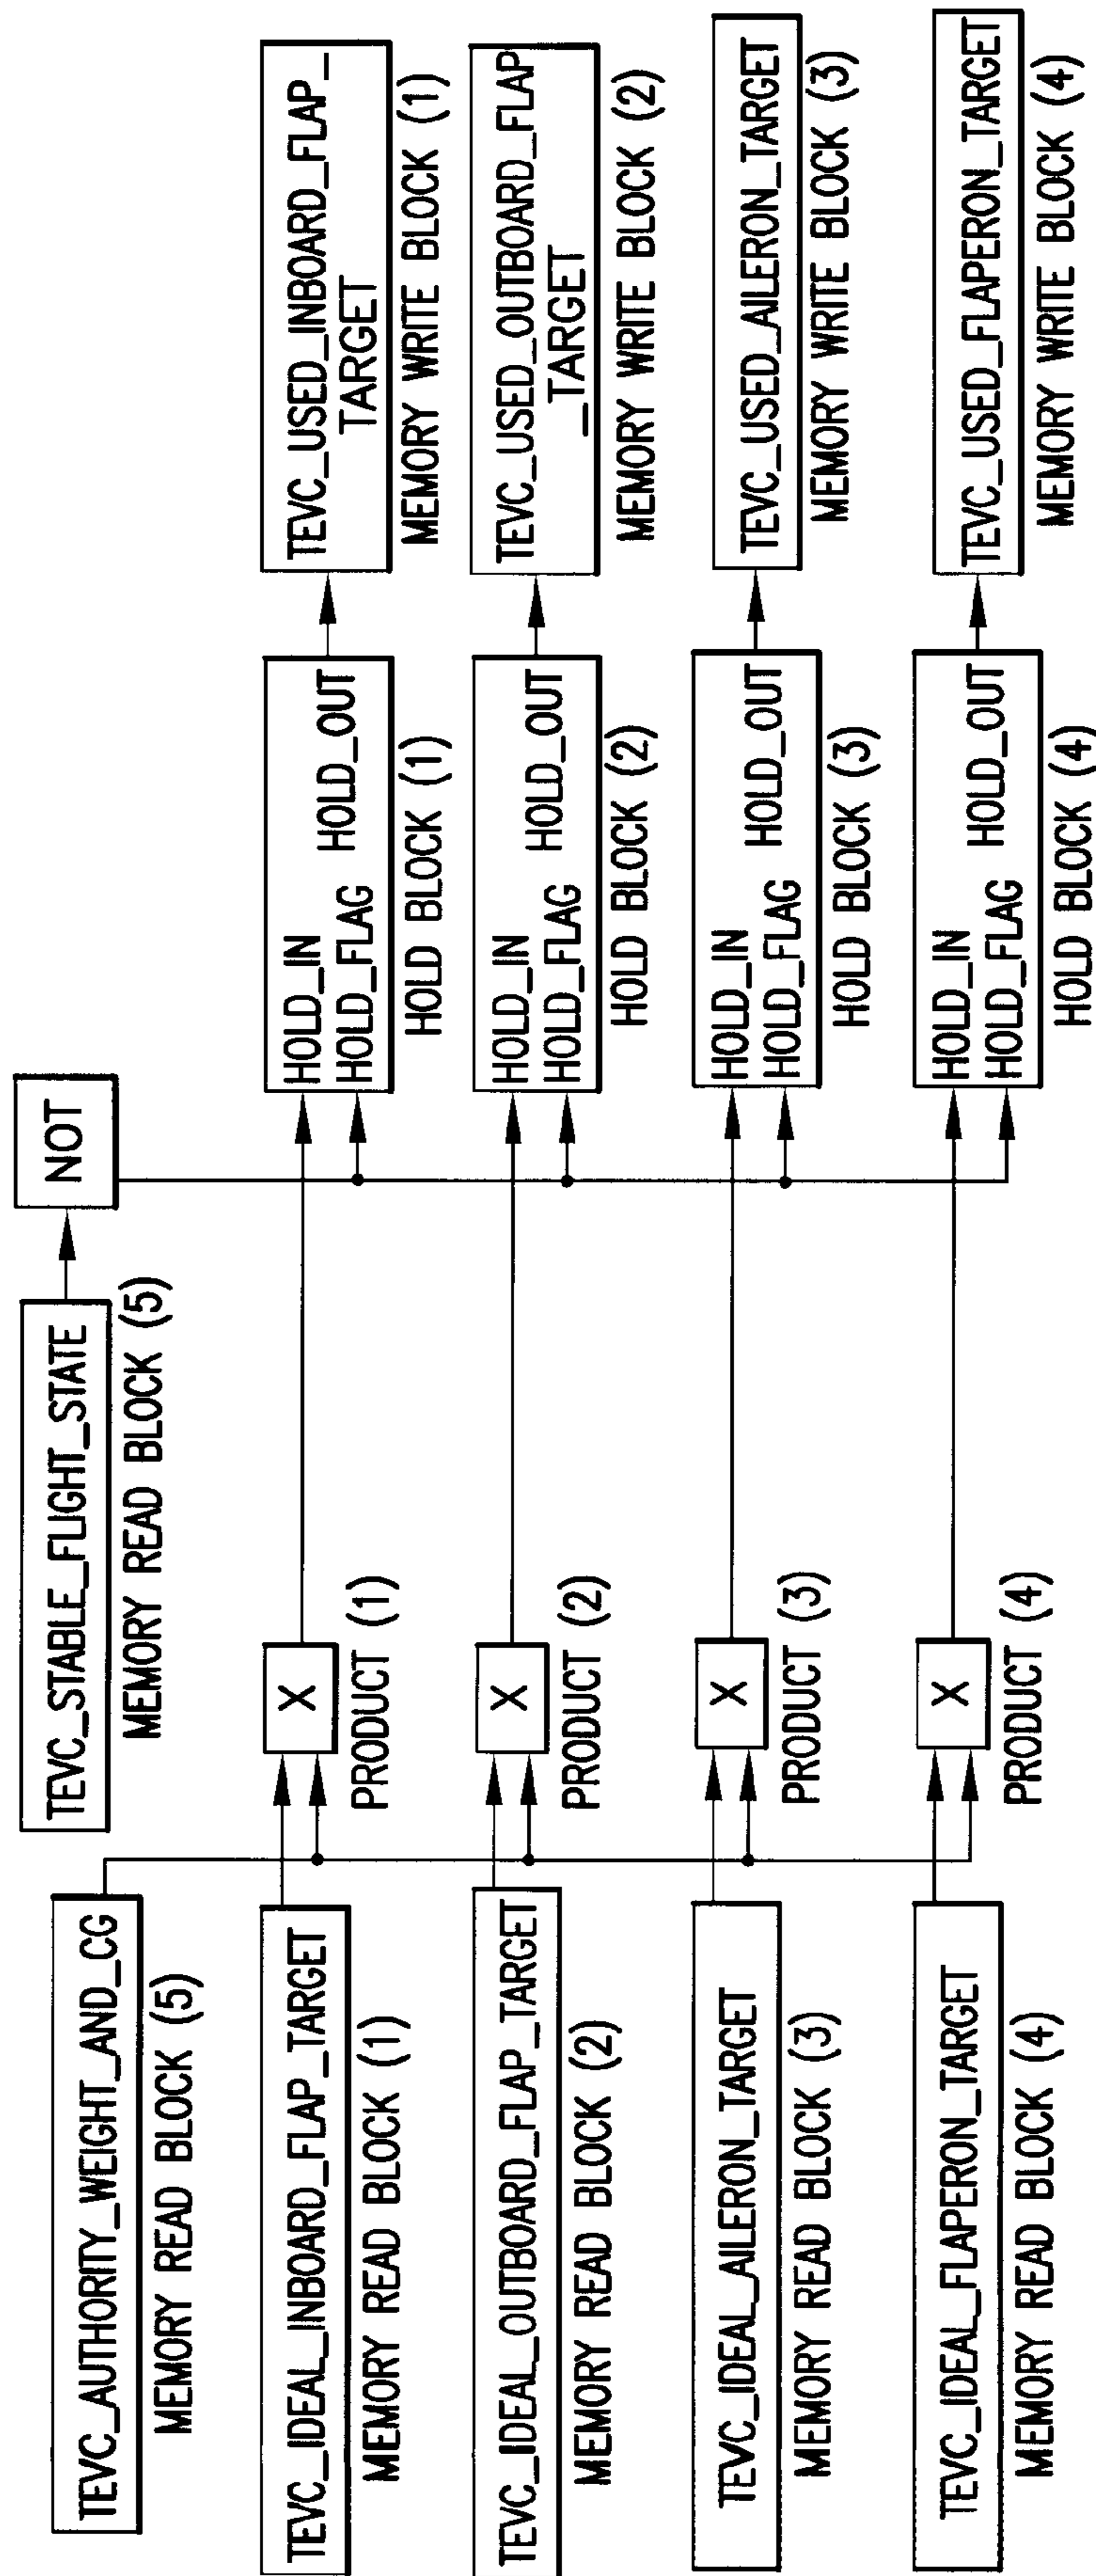 TEVC_AUTHORITY_WEIGHT_AND_CG
MEMORY READ BLOCK (5)
TEVC_STABLE_FLIGHT_STATE
MEMORY READ BLOCK (5)
NOT
TEVC_IDEAL_INBOARD_FLAP_TARGET
MEMORY READ BLOCK (1)
X
PRODUCT (1)
HOLD_IN
HOLD_FLAG
HOLD_OUT
HOLD BLOCK (1)
TEVC_USED_INBOARD_FLAP_
TARGET
MEMORY WRITE BLOCK (1)
TEVC_IDEAL_OUTBOARD_FLAP_TARGET
MEMORY READ BLOCK (2)
X
PRODUCT (2)
HOLD_IN
HOLD_FLAG
HOLD_OUT
HOLD BLOCK (2)
TEVC_USED_OUTBOARD_FLAP
_TARGET
MEMORY WRITE BLOCK (2)
TEVC_IDEAL_AILERON_TARGET
MEMORY READ BLOCK (3)
X
PRODUCT (3)
HOLD_IN
HOLD_FLAG
HOLD_OUT
HOLD BLOCK (3)
TEVC_USED_AILERON_TARGET
MEMORY WRITE BLOCK (3)
TEVC_IDEAL_FLAPERON_TARGET
MEMORY READ BLOCK (4)
X
PRODUCT (4)
HOLD_IN
HOLD_FLAG
HOLD_OUT
HOLD BLOCK (4)
TEVC_USED_FLAPERON_TARGET
MEMORY WRITE BLOCK (4)